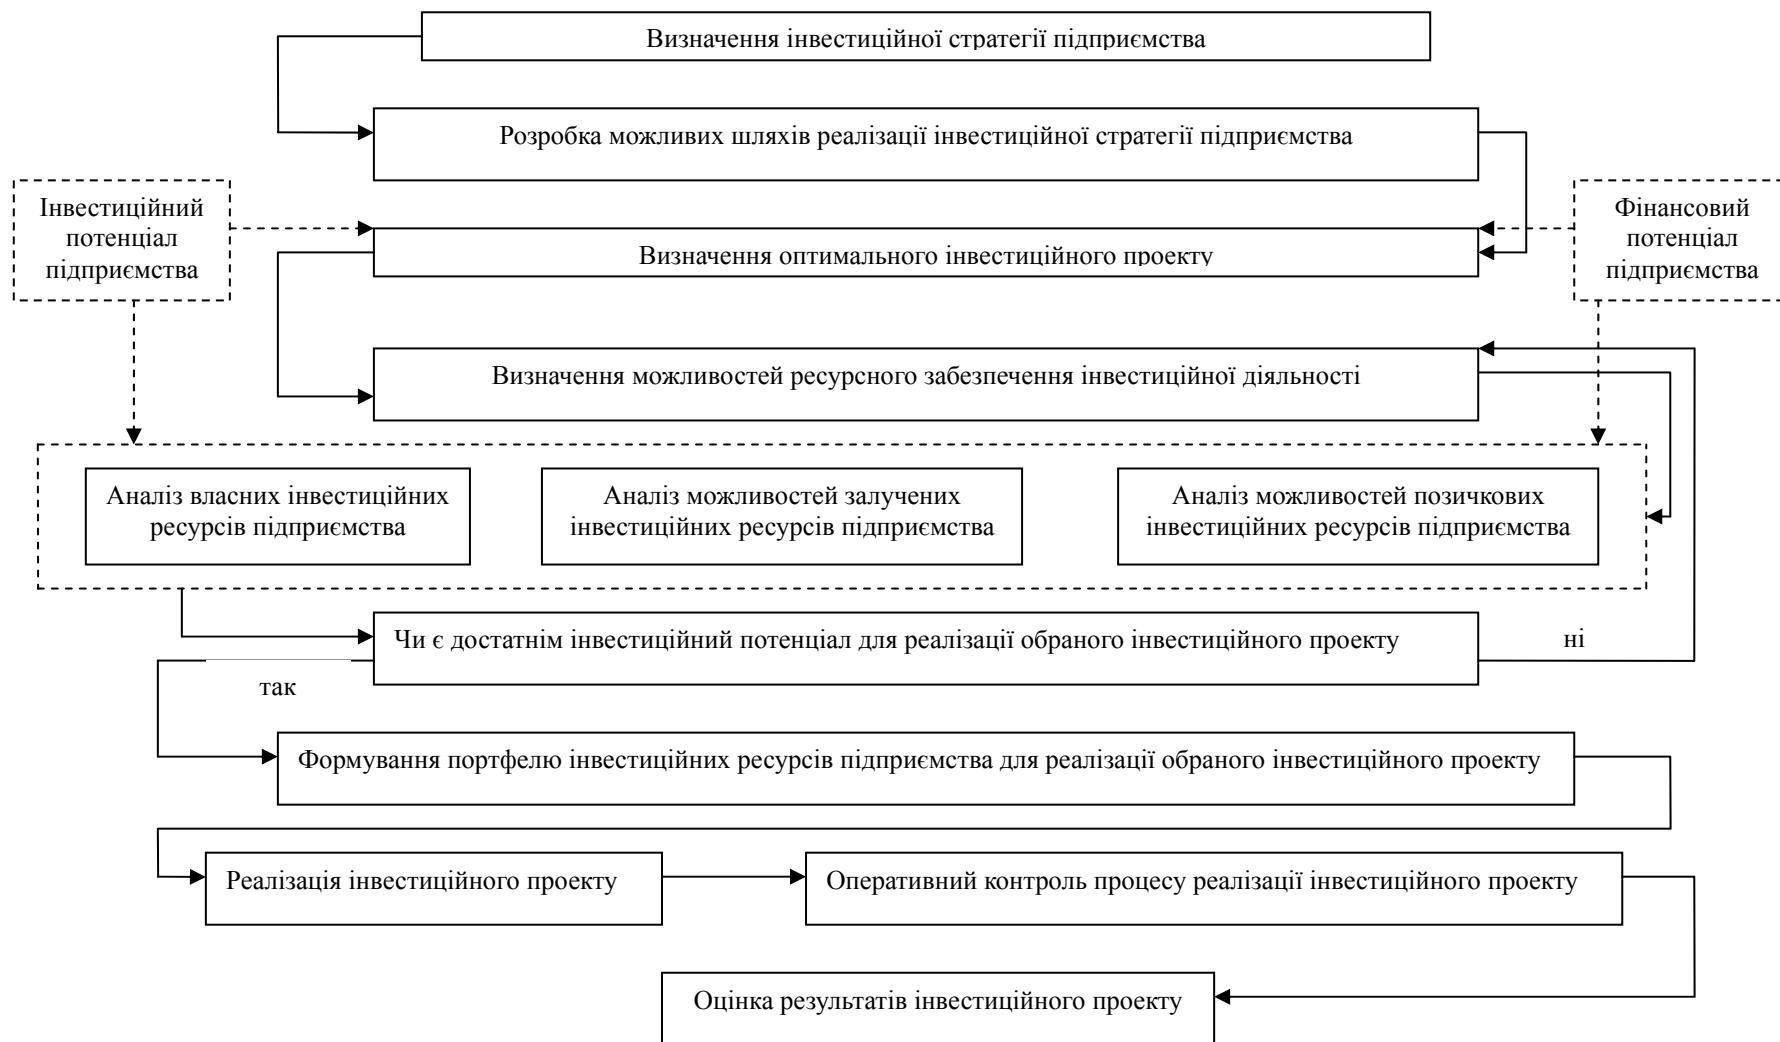 Визначення інвестиційної стратегії підприємства
Розробка можливих шляхів реалізації інвестиційної стратегії підприємства
Інвестиційний
потенціал
підприємства
Фінансовий
потенціал
підприємства
Визначення оптимального інвестиційного проекту
Визначення можливостей ресурсного забезпечення інвестиційної діяльності
Аналіз власних інвестиційних
ресурсів підприємства
Аналіз можливостей залучених
інвестиційних ресурсів підприємства
Аналіз можливостей позичкових
інвестиційних ресурсів підприємства
Чи є достатнім інвестиційний потенціал для реалізації обраного інвестиційного проекту
ні
так
Формування портфелю інвестиційних ресурсів підприємства для реалізації обраного інвестиційного проекту
Реалізація інвестиційного проекту
Оперативний контроль процесу реалізації інвестиційного проекту
Оцінка результатів інвестиційного проекту